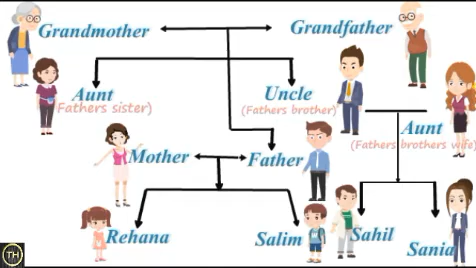 Grandmother
Grandfather
Aunt
Fathers sister)
Uncle
(Fathers brother)
Aunt
(Fathers brothers wife)
Mother
Father
Rehana
Salim
Sahil
Sania
TH